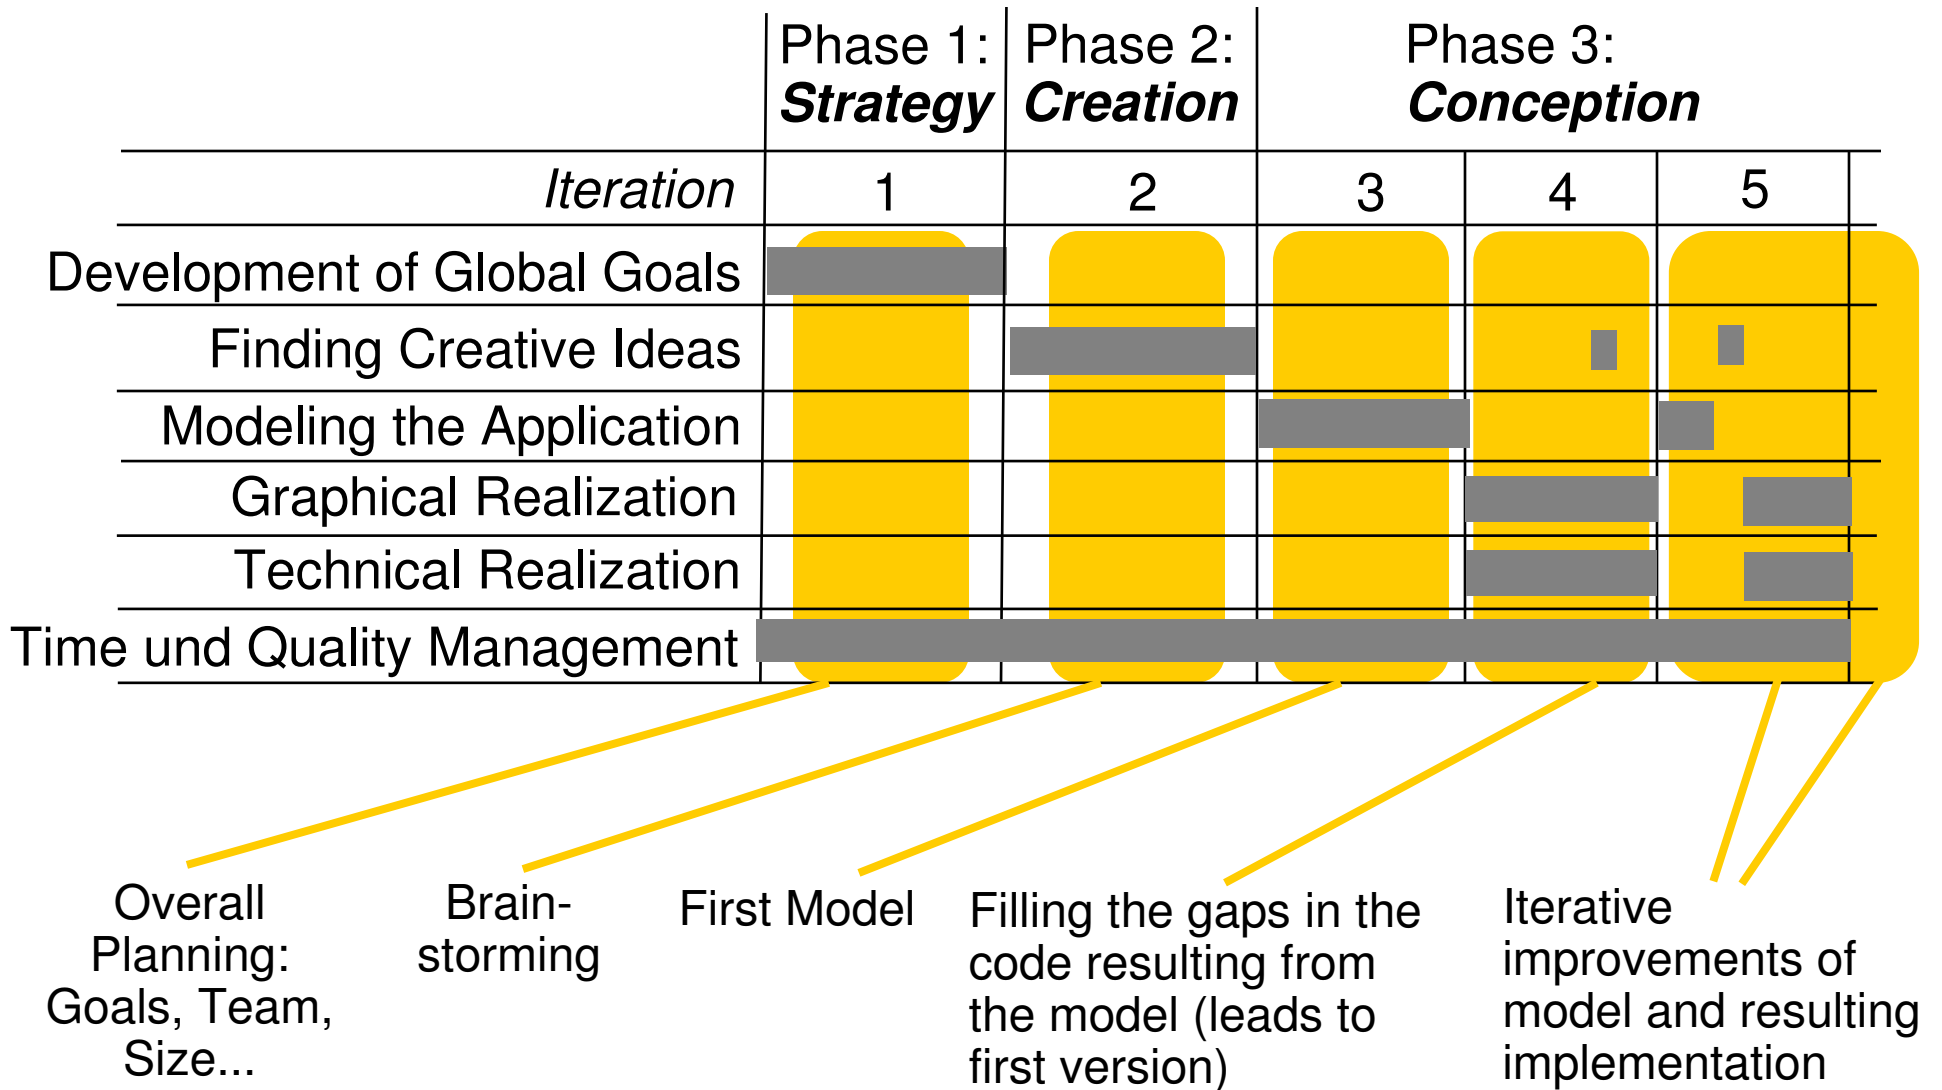 Phase 1:
Strategy
Phase 2:
Creation
Phase 3:
Conception
Iteration 1 2 3 4 5
Development of Global Goals
Finding Creative Ideas
Modeling the Application
Graphical Realization
Technical Realization
Time und Quality Management
Overall
Planning:
Goals, Team,
Size...
Brain-
storming
First Model
Filling the gaps in the
code resulting from
the model (leads to
first version)
Iterative
improvements of
model and resulting
implementation